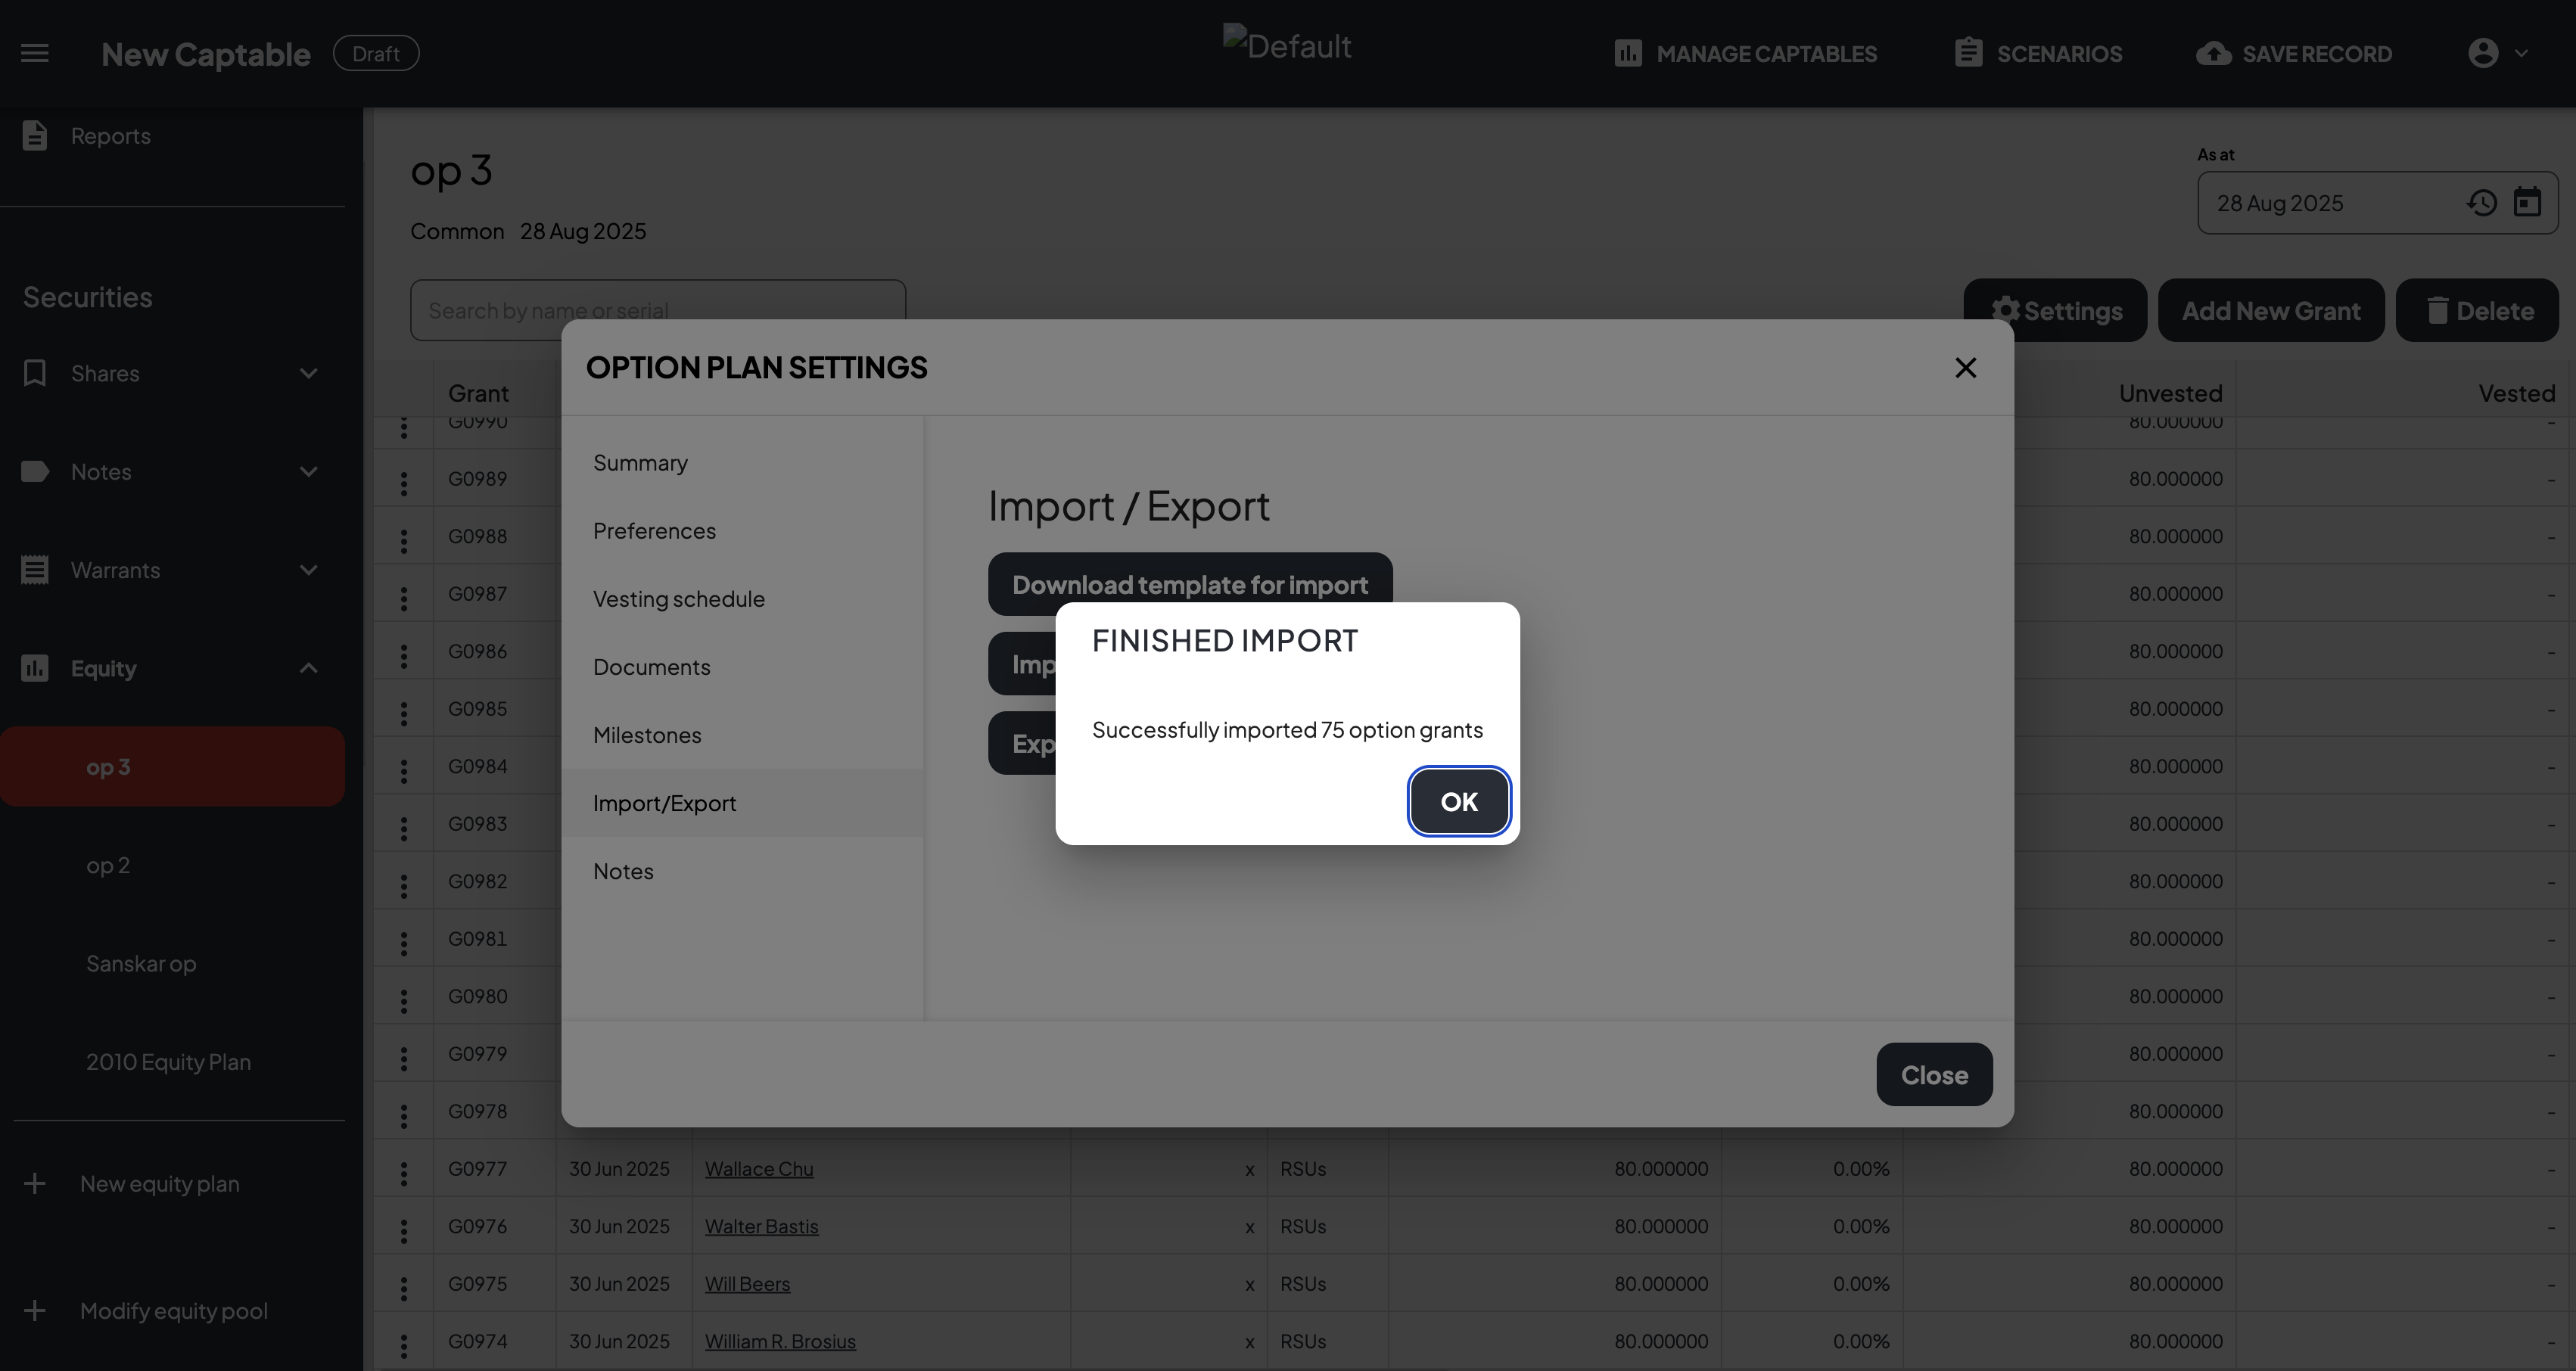 New Captable
Draft
Default
MANAGE CAPTABLES
SCENARIOS
SAVE RECORD
Reports
Securities
Shares
Notes
Warrants
Equity
op 3
op 2
Sanskar op
2010 Equity Plan
New equity plan
Modify equity pool
op 3
Common 28 Aug 2025
As at
28 Aug 2025
Search by name or serial
Settings
Add New Grant
Delete
Grant Unvested Vested
G0990 80.000000 -
G0989 80.000000 -
G0988 80.000000 -
G0987 80.000000 -
G0986 80.000000 -
G0985 80.000000 -
G0984 80.000000 -
G0983 80.000000 -
G0982 80.000000 -
G0981 80.000000 -
G0980 80.000000 -
G0979 80.000000 -
G0978 80.000000 -
G0977 30 Jun 2025 Wallace Chu x RSUs 80.000000 0.00% 80.000000 -
G0976 30 Jun 2025 Walter Bastis x RSUs 80.000000 0.00% 80.000000 -
G0975 30 Jun 2025 Will Beers x RSUs 80.000000 0.00% 80.000000 -
G0974 30 Jun 2025 William R. Brosius x RSUs 80.000000 0.00% 80.000000 -
OPTION PLAN SETTINGS
Summary
Preferences
Vesting schedule
Documents
Milestones
Import/Export
Notes
Import / Export
Download template for import
Imp
Exp
Close
FINISHED IMPORT
Successfully imported 75 option grants
OK